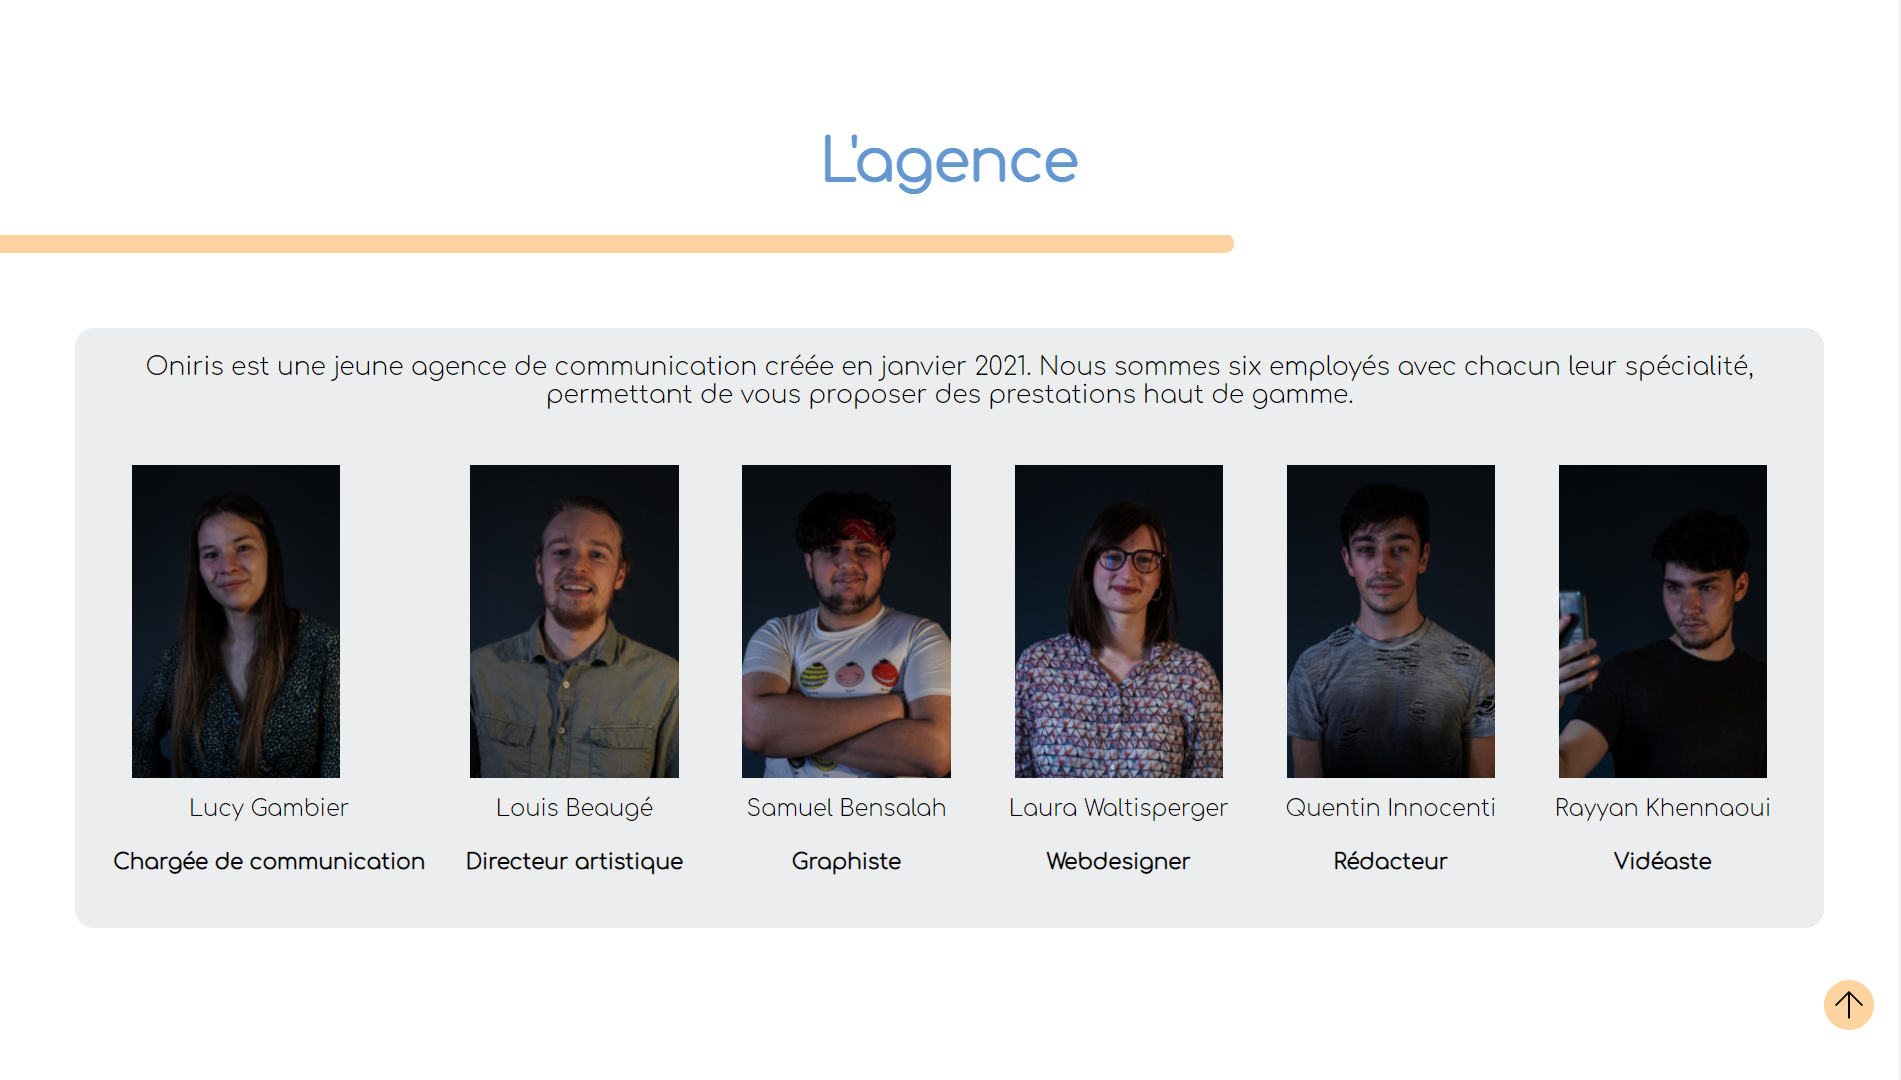 L'agence
Oniris est une jeune agence de communication créée en janvier 2021. Nous sommes six employés avec chacun leur spécialité,
permettant de vous proposer des prestations haut de gamme.
Lucy Gambier
Louis Beaugé
Samuel Bensalah
Laura Waltisperger
Quentin Innocenti
Rayyan Khennaoui
Chargée de communication
Directeur artistique
Graphiste
Webdesigner
Rédacteur
Vidéaste